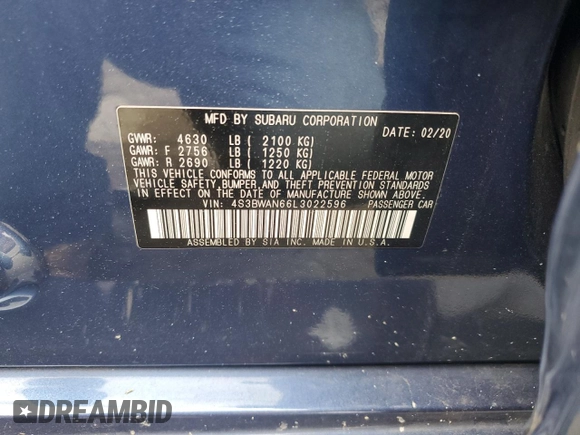 MFD BY SUBARU CORPORATION
GVWR: 4630 LB ( 2100 KG) DATE: 02/20
GAWR: F 2756 LB ( 1250 KG)
GAWR: R 2690 LB ( 1220 KG)
THIS VEHICLE CONFORMS TO ALL APPLICABLE FEDERAL MOTOR
VEHICLE SAFETY, BUMPER, AND THEFT PREVENTION STANDARDS
IN EFFECT ON THE DATE OF MANUFACTURE SHOWN ABOVE.
VIN: 4S3BWAN66L3022596 PASSENGER CAR
ASSEMBLED BY SIA INC. MADE IN U.S.A.
DREAMBID